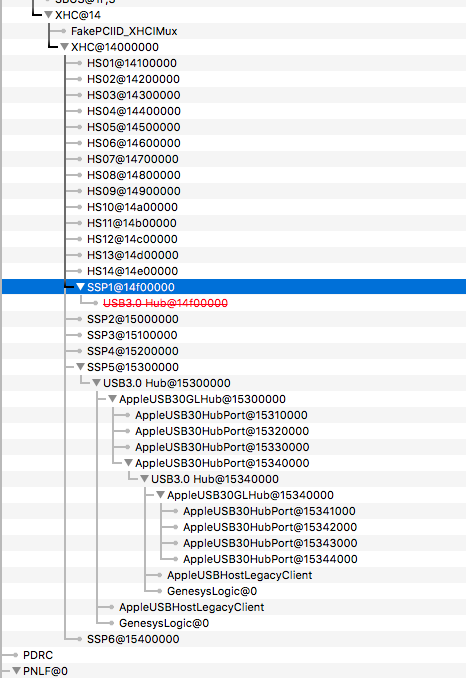 XHC@14
FakePCIID_XHCIMux
XHC@14000000
HS01@14100000
HS02@14200000
HS03@14300000
HS04@14400000
HS05@14500000
HS06@14600000
HS07@14700000
HS08@14800000
HS09@14900000
HS10@14a00000
HS11@14b00000
HS12@14c00000
HS13@14d00000
HS14@14e00000
SSP1@14f00000
USB3.0 Hub@14f00000
SSP2@15000000
SSP3@15100000
SSP4@15200000
SSP5@15300000
USB3.0 Hub@15300000
AppleUSB30GLHub@15300000
AppleUSB30HubPort@15310000
AppleUSB30HubPort@15320000
AppleUSB30HubPort@15330000
AppleUSB30HubPort@15340000
USB3.0 Hub@15340000
AppleUSB30GLHub@15340000
AppleUSB30HubPort@15341000
AppleUSB30HubPort@15342000
AppleUSB30HubPort@15343000
AppleUSB30HubPort@15344000
AppleUSBHostLegacyClient
GenesysLogic@0
AppleUSBHostLegacyClient
GenesysLogic@0
SSP6@15400000
PDRC
PNLF@0